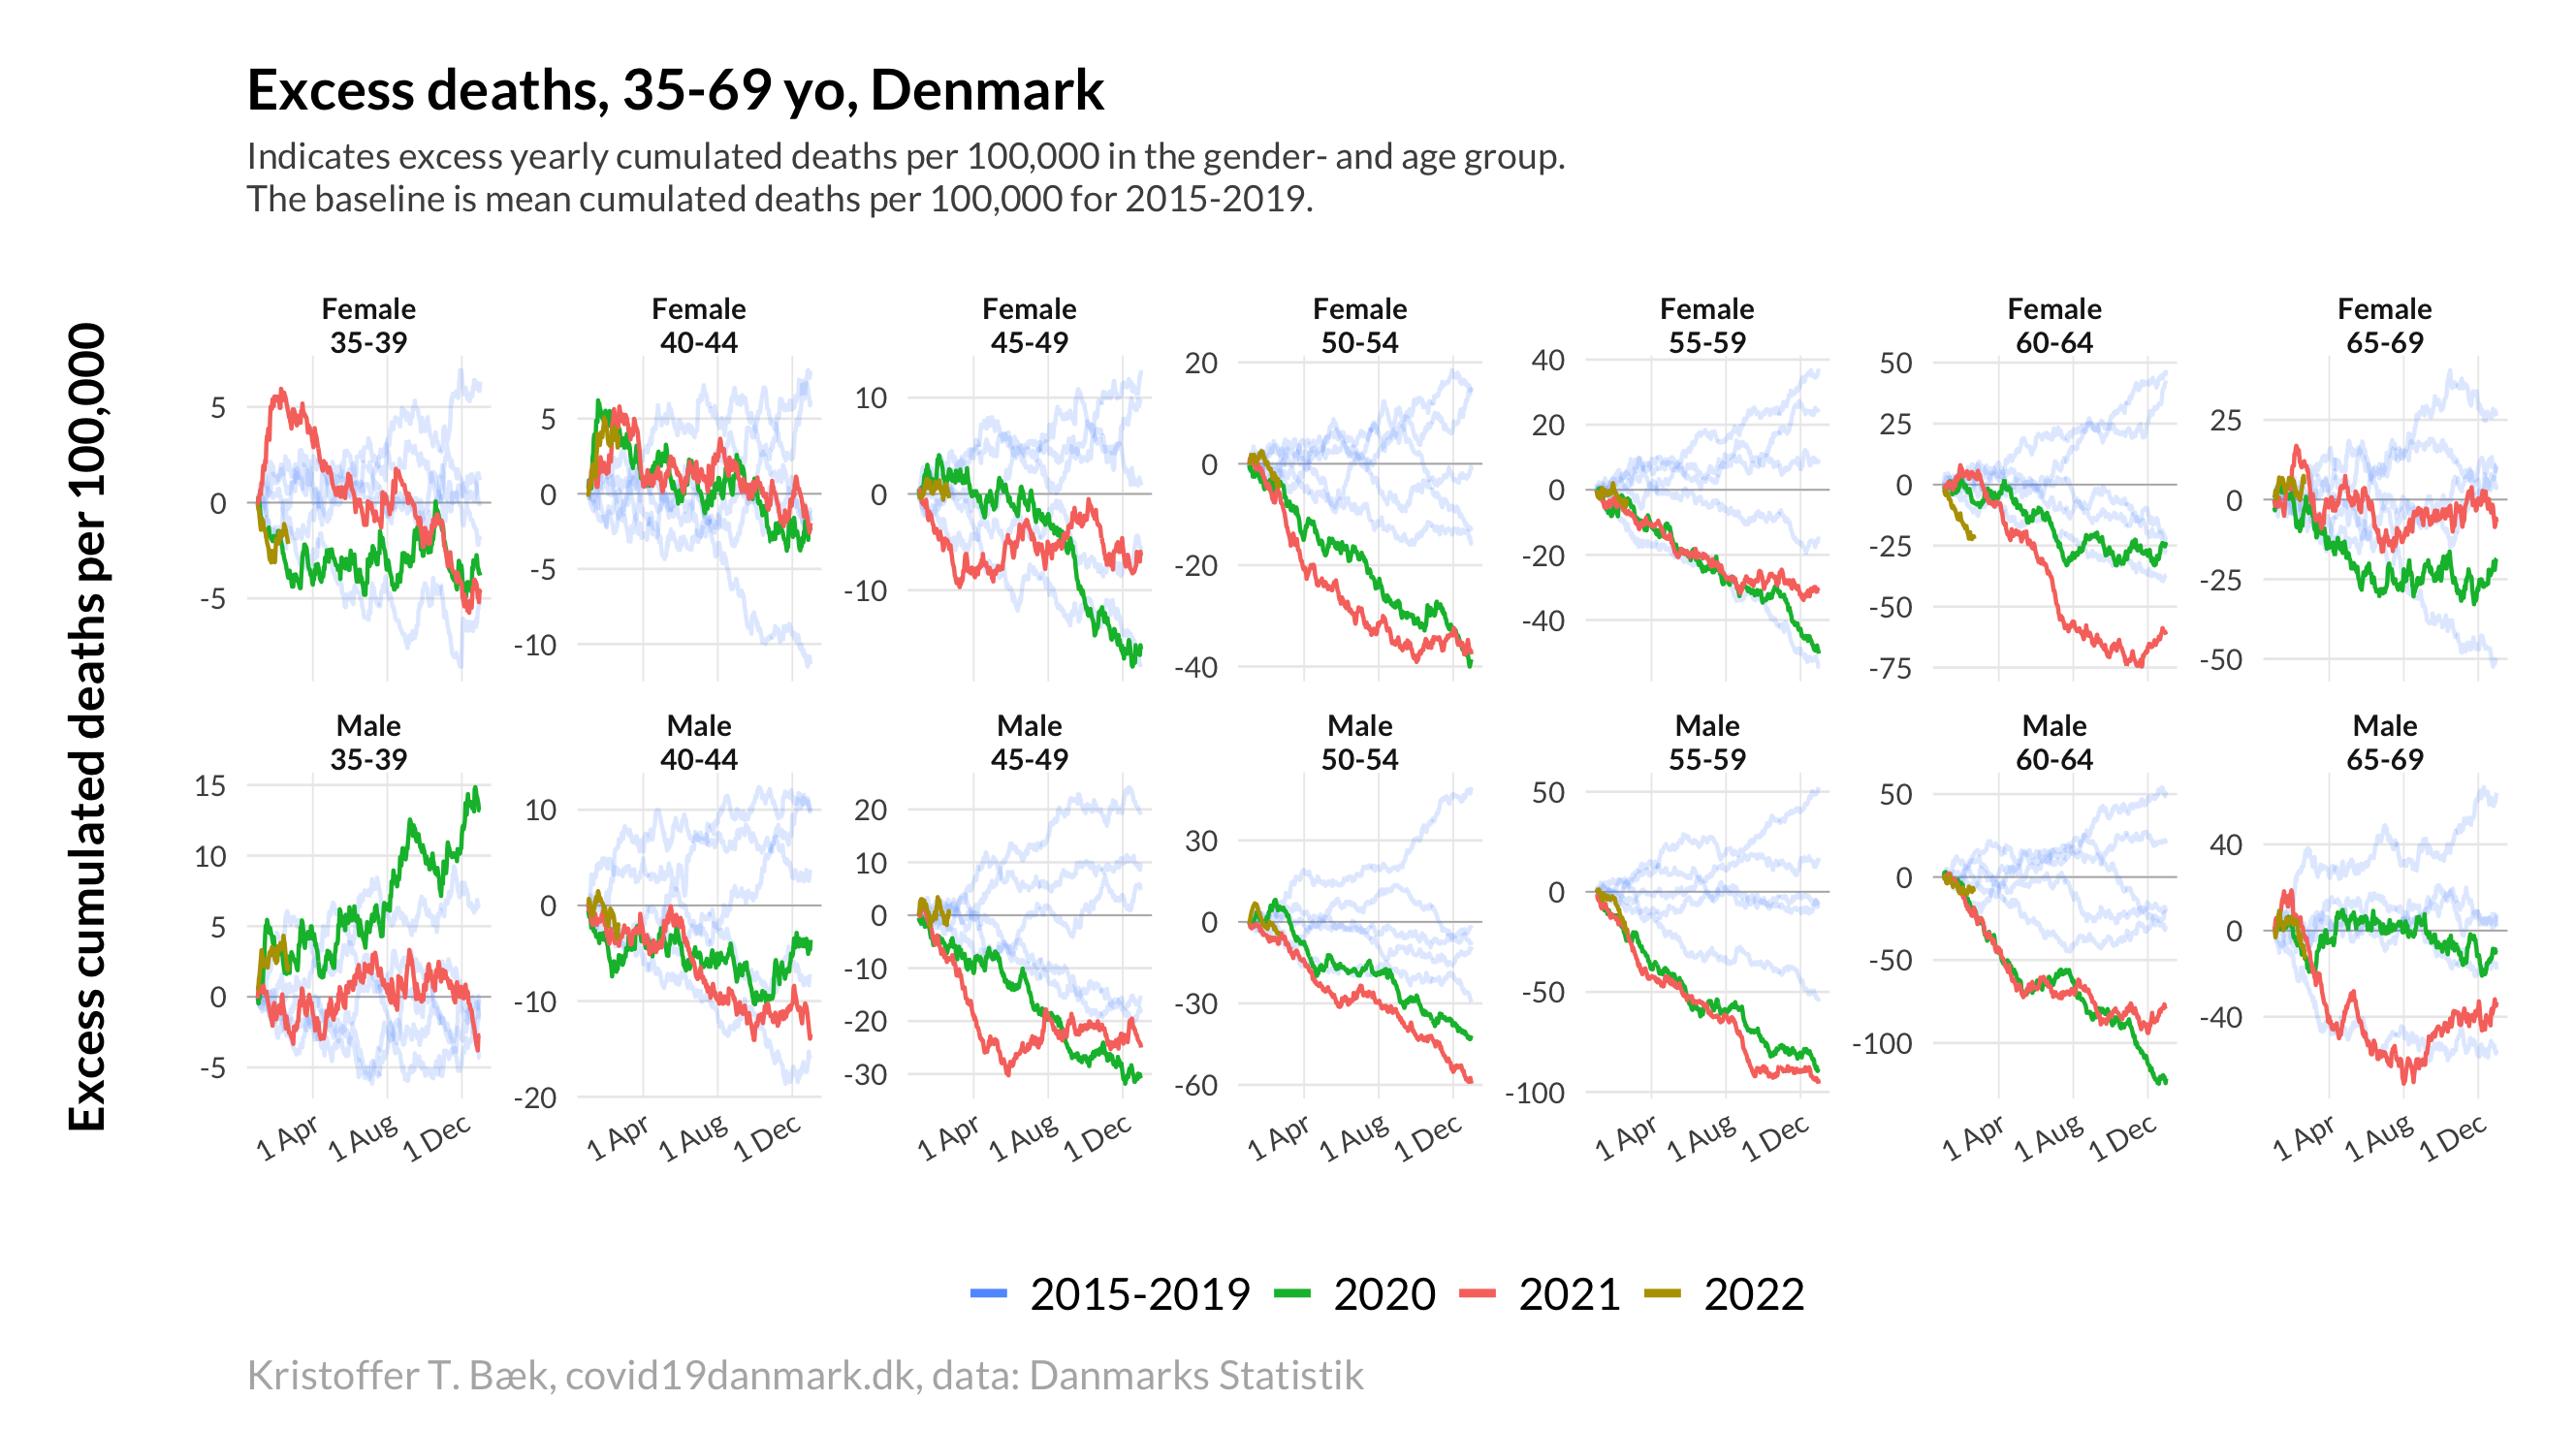 Excess deaths, 35-69 yo, Denmark
Indicates excess yearly cumulated deaths per 100,000 in the gender- and age group.
The baseline is mean cumulated deaths per 100,000 for 2015-2019.
Excess cumulated deaths per 100,000
Female
35-39
5
0
-5
Female
40-44
5
0
-5
-10
Female
45-49
10
0
-10
Female
50-54
20
0
-20
-40
Female
55-59
40
20
0
-20
-40
Female
60-64
50
25
0
-25
-50
-75
Female
65-69
25
0
-25
-50
Male
35-39
15
10
5
0
-5
1 Apr
1 Aug
1 Dec
Male
40-44
10
0
-10
-20
1 Apr
1 Aug
1 Dec
Male
45-49
20
10
0
-10
-20
-30
1 Apr
1 Aug
1 Dec
Male
50-54
30
0
-30
-60
1 Apr
1 Aug
1 Dec
Male
55-59
50
0
-50
-100
1 Apr
1 Aug
1 Dec
Male
60-64
50
0
-50
-100
1 Apr
1 Aug
1 Dec
Male
65-69
40
0
-40
1 Apr
1 Aug
1 Dec
2015-2019 2020 2021 2022
Kristoffer T. Bæk, covid19danmark.dk, data: Danmarks Statistik